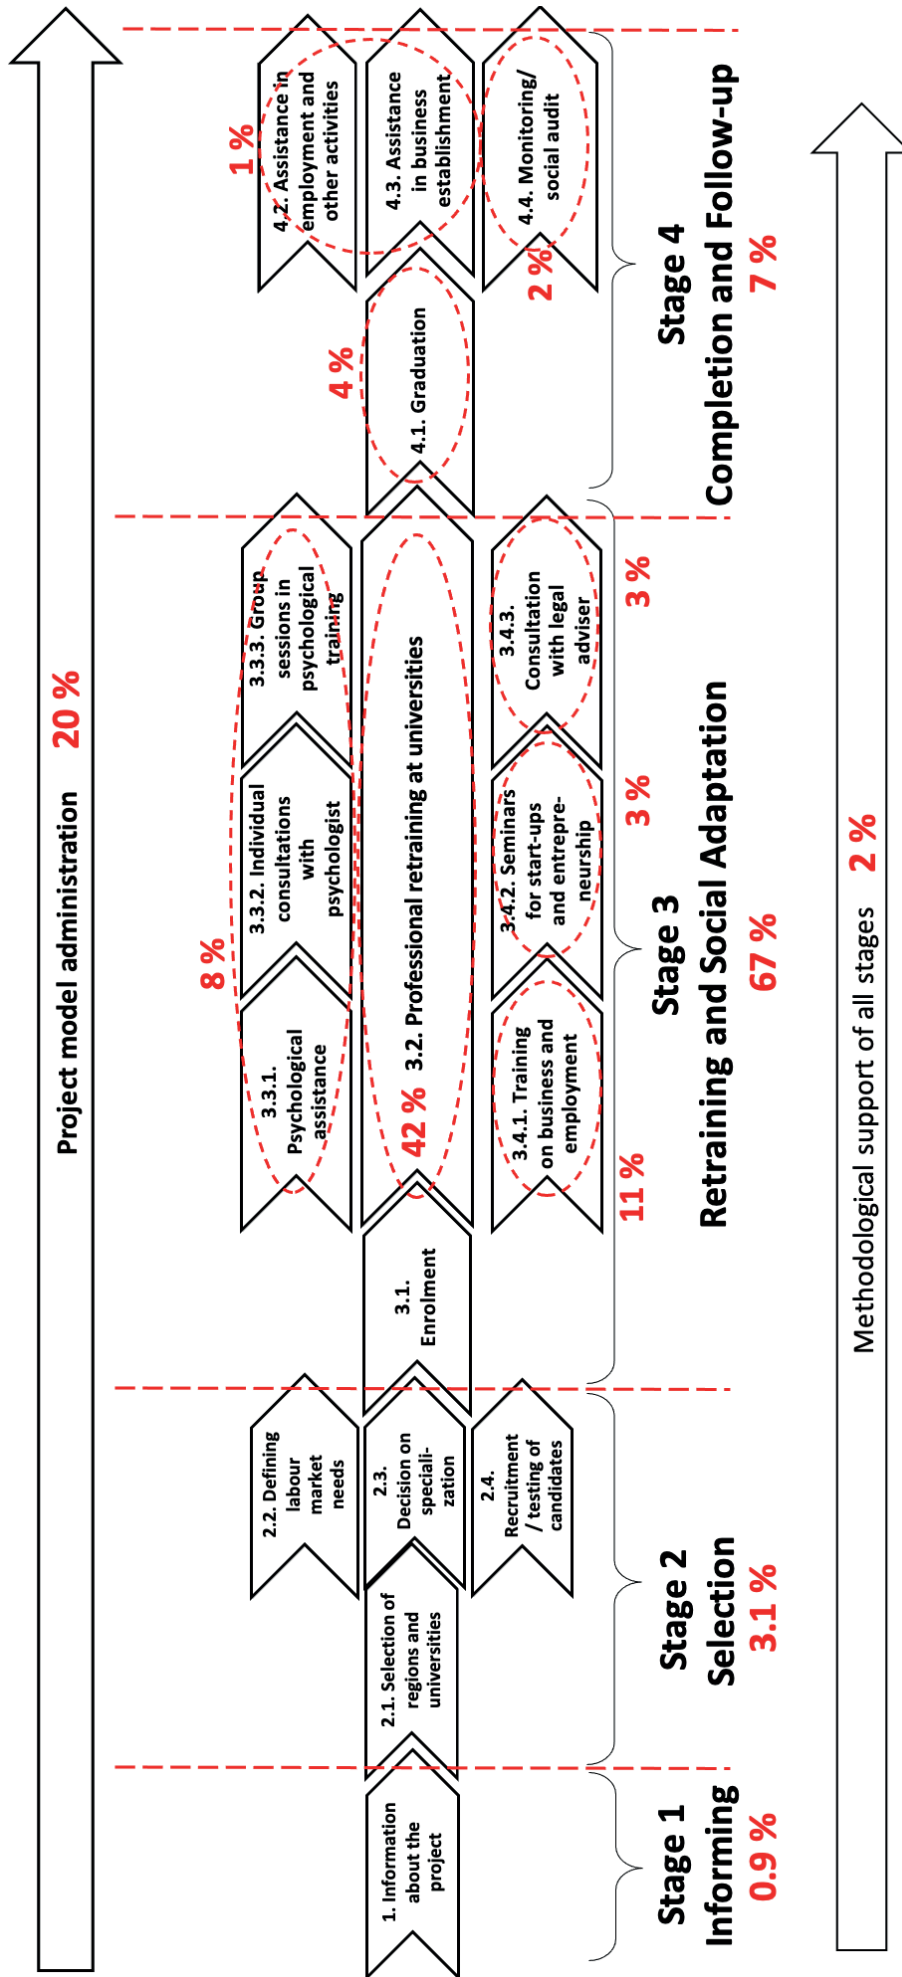 Project model administration 20 %
1. Information
about the
project
2.1. Selection of
regions and
universities
2.2. Defining
labour
market
needs
2.3.
Decision on
speciali-
zation
2.4.
Recruitment
/ testing of
candidates
3.1.
Enrolment
8 %
3.3.1.
Psychological
assistance
3.3.2. Individual
consultations
with
psychologist
3.3.3. Group
sessions in
psychological
training
42 % 3.2. Professional retraining at universities
3.4.1. Training
on business and
employment
11 %
3.4.2. Seminars
for start-ups
and entrepre-
neurship
3 %
3.4.3.
Consultation
with legal
adviser
3 %
4 %
4.1. Graduation
1 %
4.2. Assistance in
employment and
other activities
4.3. Assistance
in business
establishment
2 %
4.4. Monitoring/
social audit
Stage 1
Informing
0.9 %
Stage 2
Selection
3.1 %
Stage 3
Retraining and Social Adaptation
67 %
Stage 4
Completion and Follow-up
7 %
Methodological support of all stages 2 %